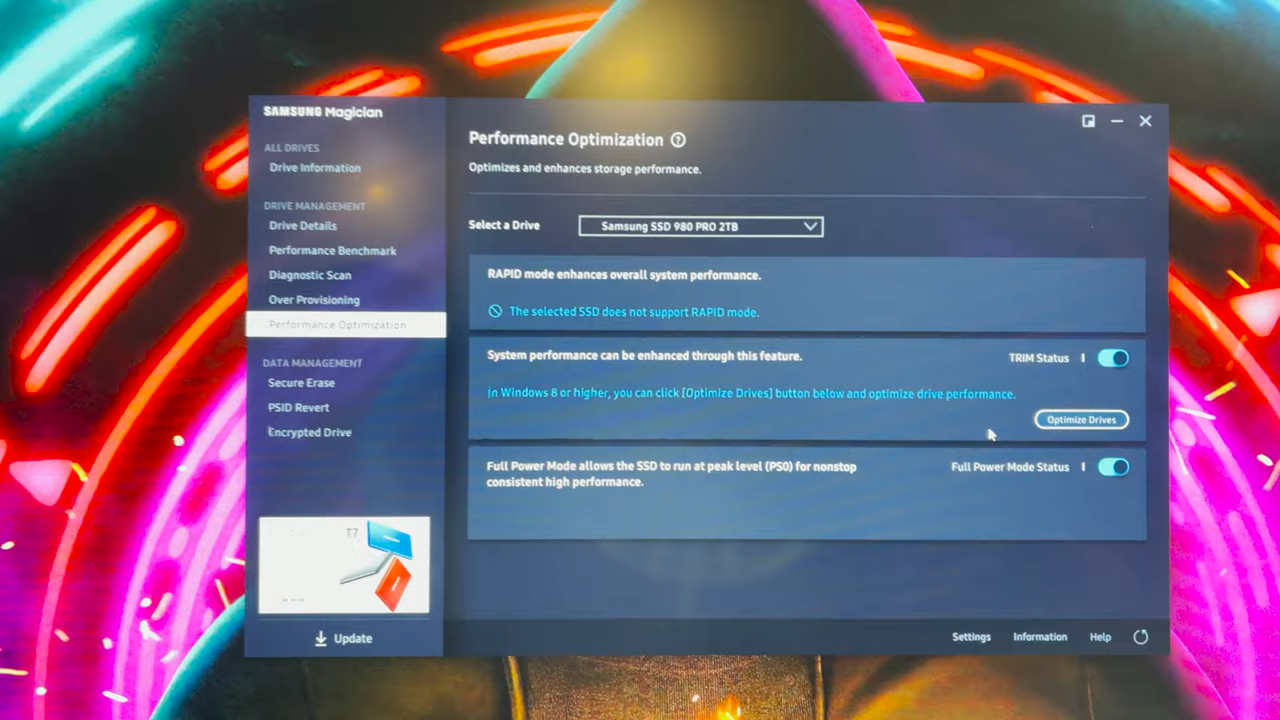 SAMSUNG Magician
ALL DRIVES
Drive Information
DRIVE MANAGEMENT
Drive Details
Performance Benchmark
Diagnostic Scan
Over Provisioning
Performance Optimization
DATA MANAGEMENT
Secure Erase
PSID Revert
Encrypted Drive
T7
Update
Performance Optimization ?
Optimizes and enhances storage performance.
Select a Drive Samsung SSD 980 PRO 2TB
RAPID mode enhances overall system performance.
The selected SSD does not support RAPID mode.
System performance can be enhanced through this feature. TRIM Status
In Windows 8 or higher, you can click [Optimize Drives] button below and optimize drive performance.
Optimize Drives
Full Power Mode allows the SSD to run at peak level (PS0) for nonstop
consistent high performance.
Full Power Mode Status
Settings Information Help